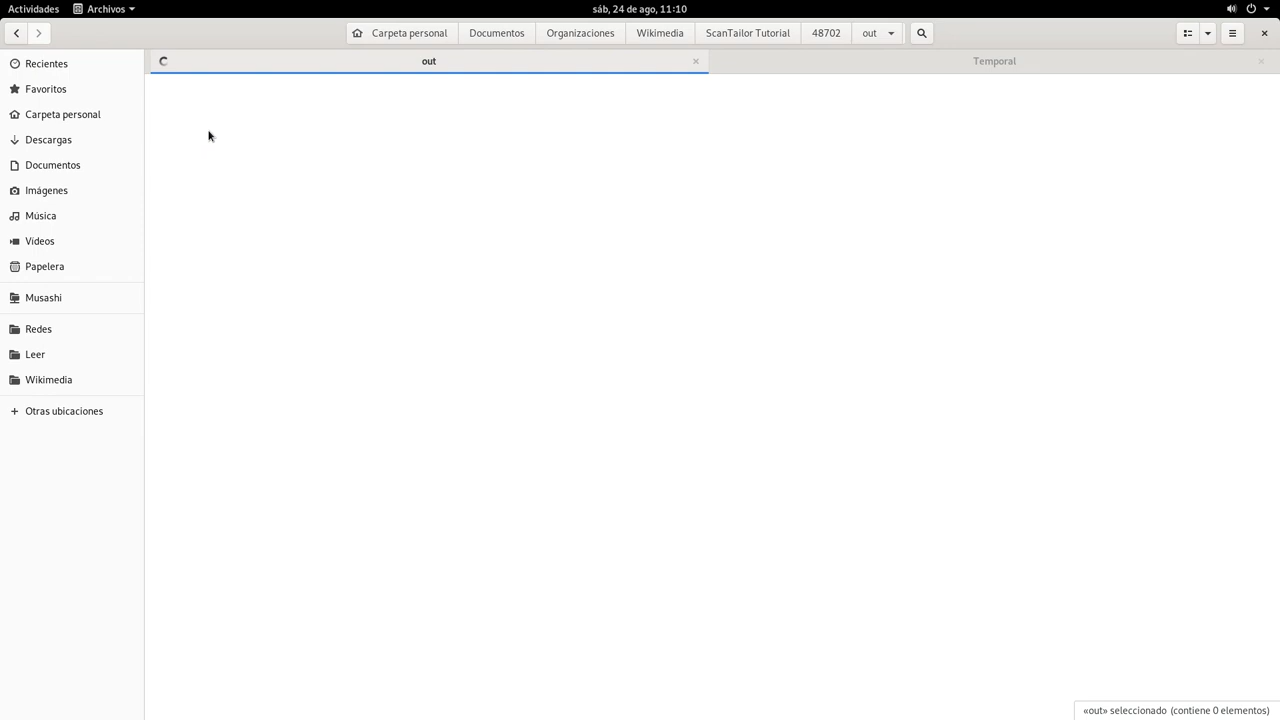 Actividades Archivos sáb, 24 de ago, 11:10
Carpeta personal Documentos Organizaciones Wikimedia ScanTailor Tutorial 48702 out
out Temporal
Recientes
Favoritos
Carpeta personal
Descargas
Documentos
Imágenes
Música
Vídeos
Papelera
Musashi
Redes
Leer
Wikimedia
Otras ubicaciones
«out» seleccionado (contiene 0 elementos)